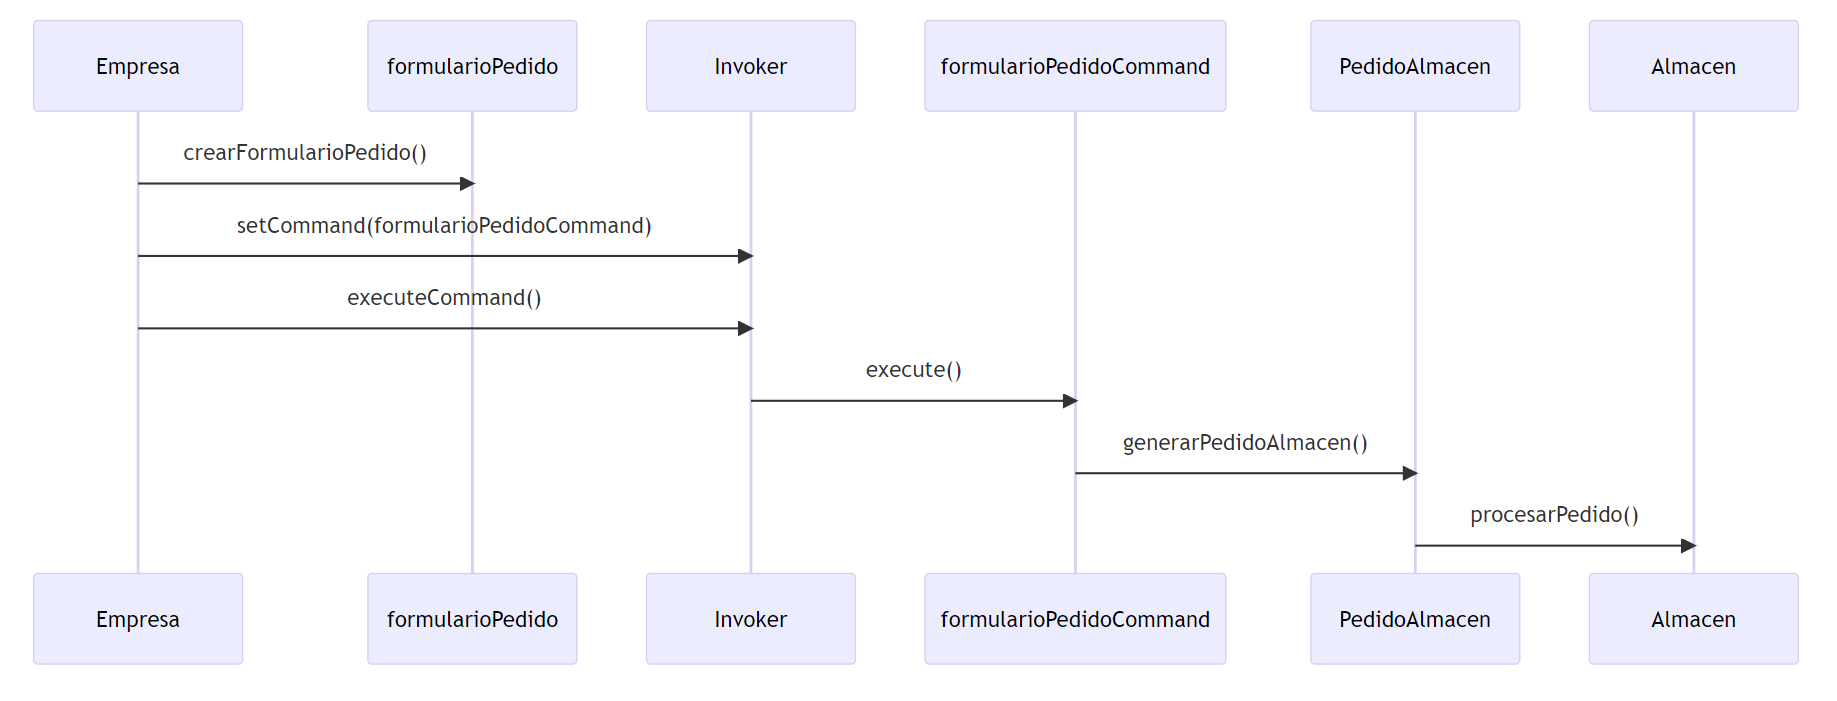 Empresa
formularioPedido
Invoker
formularioPedidoCommand
PedidoAlmacen
Almacen
crearFormularioPedido()
setCommand(formularioPedidoCommand)
executeCommand()
execute()
generarPedidoAlmacen()
procesarPedido()
Empresa
formularioPedido
Invoker
formularioPedidoCommand
PedidoAlmacen
Almacen